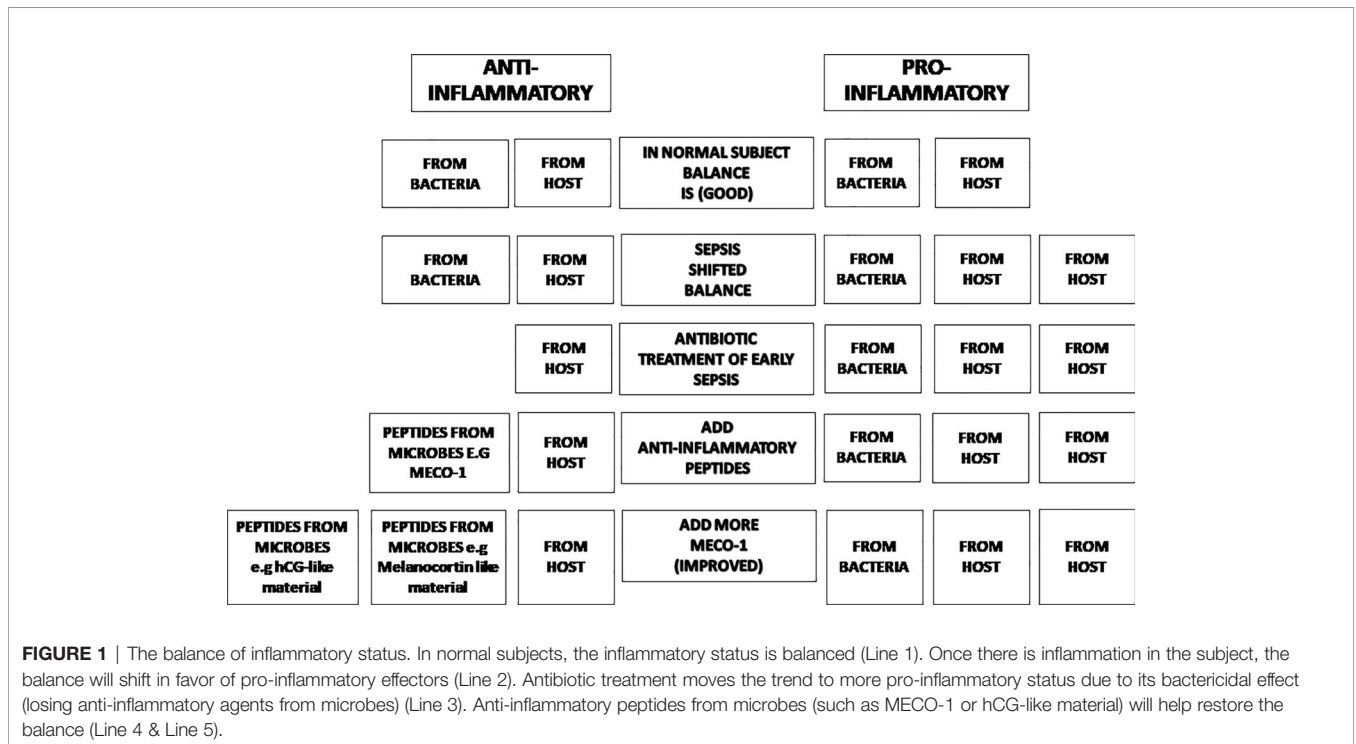 ANTI-
INFLAMMATORY
PRO-
INFLAMMATORY
FROM
BACTERIA
FROM
HOST
IN NORMAL SUBJECT
BALANCE
IS (GOOD)
FROM
BACTERIA
FROM
HOST
FROM
BACTERIA
FROM
HOST
SEPSIS
SHIFTED
BALANCE
FROM
BACTERIA
FROM
HOST
FROM
HOST
FROM
HOST
ANTIBIOTIC
TREATMENT OF EARLY
SEPSIS
FROM
BACTERIA
FROM
HOST
FROM
HOST
PEPTIDES FROM
MICROBES E.G
MECO-1
FROM
HOST
ADD
ANTI-INFLAMMATORY
PEPTIDES
FROM
BACTERIA
FROM
HOST
FROM
HOST
PEPTIDES FROM
MICROBES
e.g hCG-like
material
PEPTIDES FROM
MICROBES e.g
Melanocortin like
material
FROM
HOST
ADD MORE
MECO-1
(IMPROVED)
FROM
BACTERIA
FROM
HOST
FROM
HOST
FIGURE 1 | The balance of inflammatory status. In normal subjects, the inflammatory status is balanced (Line 1). Once there is inflammation in the subject, the
balance will shift in favor of pro-inflammatory effectors (Line 2). Antibiotic treatment moves the trend to more pro-inflammatory status due to its bactericidal effect
(losing anti-inflammatory agents from microbes) (Line 3). Anti-inflammatory peptides from microbes (such as MECO-1 or hCG-like material) will help restore the
balance (Line 4 & Line 5).